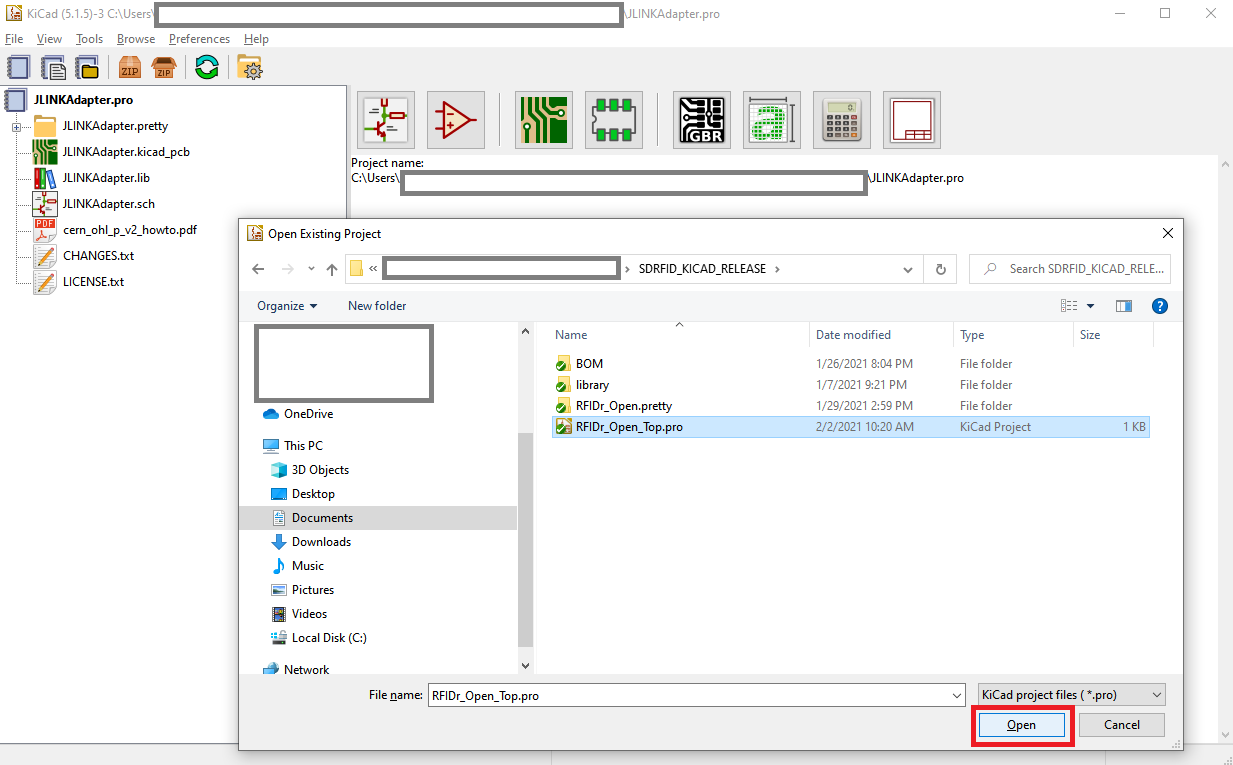 KiCad (5.1.5)-3 C:\Users\ \JLINKAdapter.pro
File View Tools Browse Preferences Help
ZIP ZIP
JLINKAdapter.pro
JLINKAdapter.pretty
JLINKAdapter.kicad_pcb
JLINKAdapter.lib
JLINKAdapter.sch
PDF cern_ohl_p_v2_howto.pdf
CHANGES.txt
LICENSE.txt
GBR a 0.
Project name:
C:\Users\ \JLINKAdapter.pro
Open Existing Project
« › SDRFID_KICAD_RELEASE › Search SDRFID_KICAD_RELE...
Organize New folder ?
Name Date modified Type Size
BOM 1/26/2021 8:04 PM File folder
library 1/7/2021 9:21 PM File folder
RFIDr_Open.pretty 1/29/2021 2:59 PM File folder
RFIDr_Open_Top.pro 2/2/2021 10:20 AM KiCad Project 1 KB
OneDrive
This PC
3D Objects
Desktop
Documents
Downloads
Music
Pictures
Videos
Local Disk (C:)
Network
File name: RFIDr_Open_Top.pro KiCad project files (*.pro)
Open Cancel